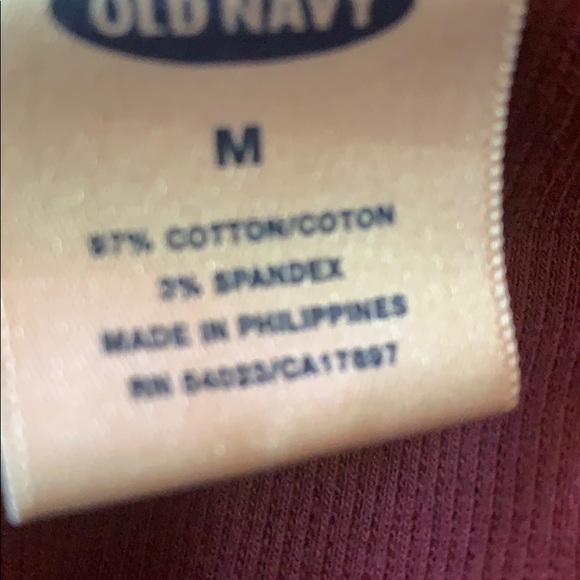 OLD NAVY
M
97% COTTON/COTON
3% SPANDEX
MADE IN PHILIPPINES
RN 54023/CA17897